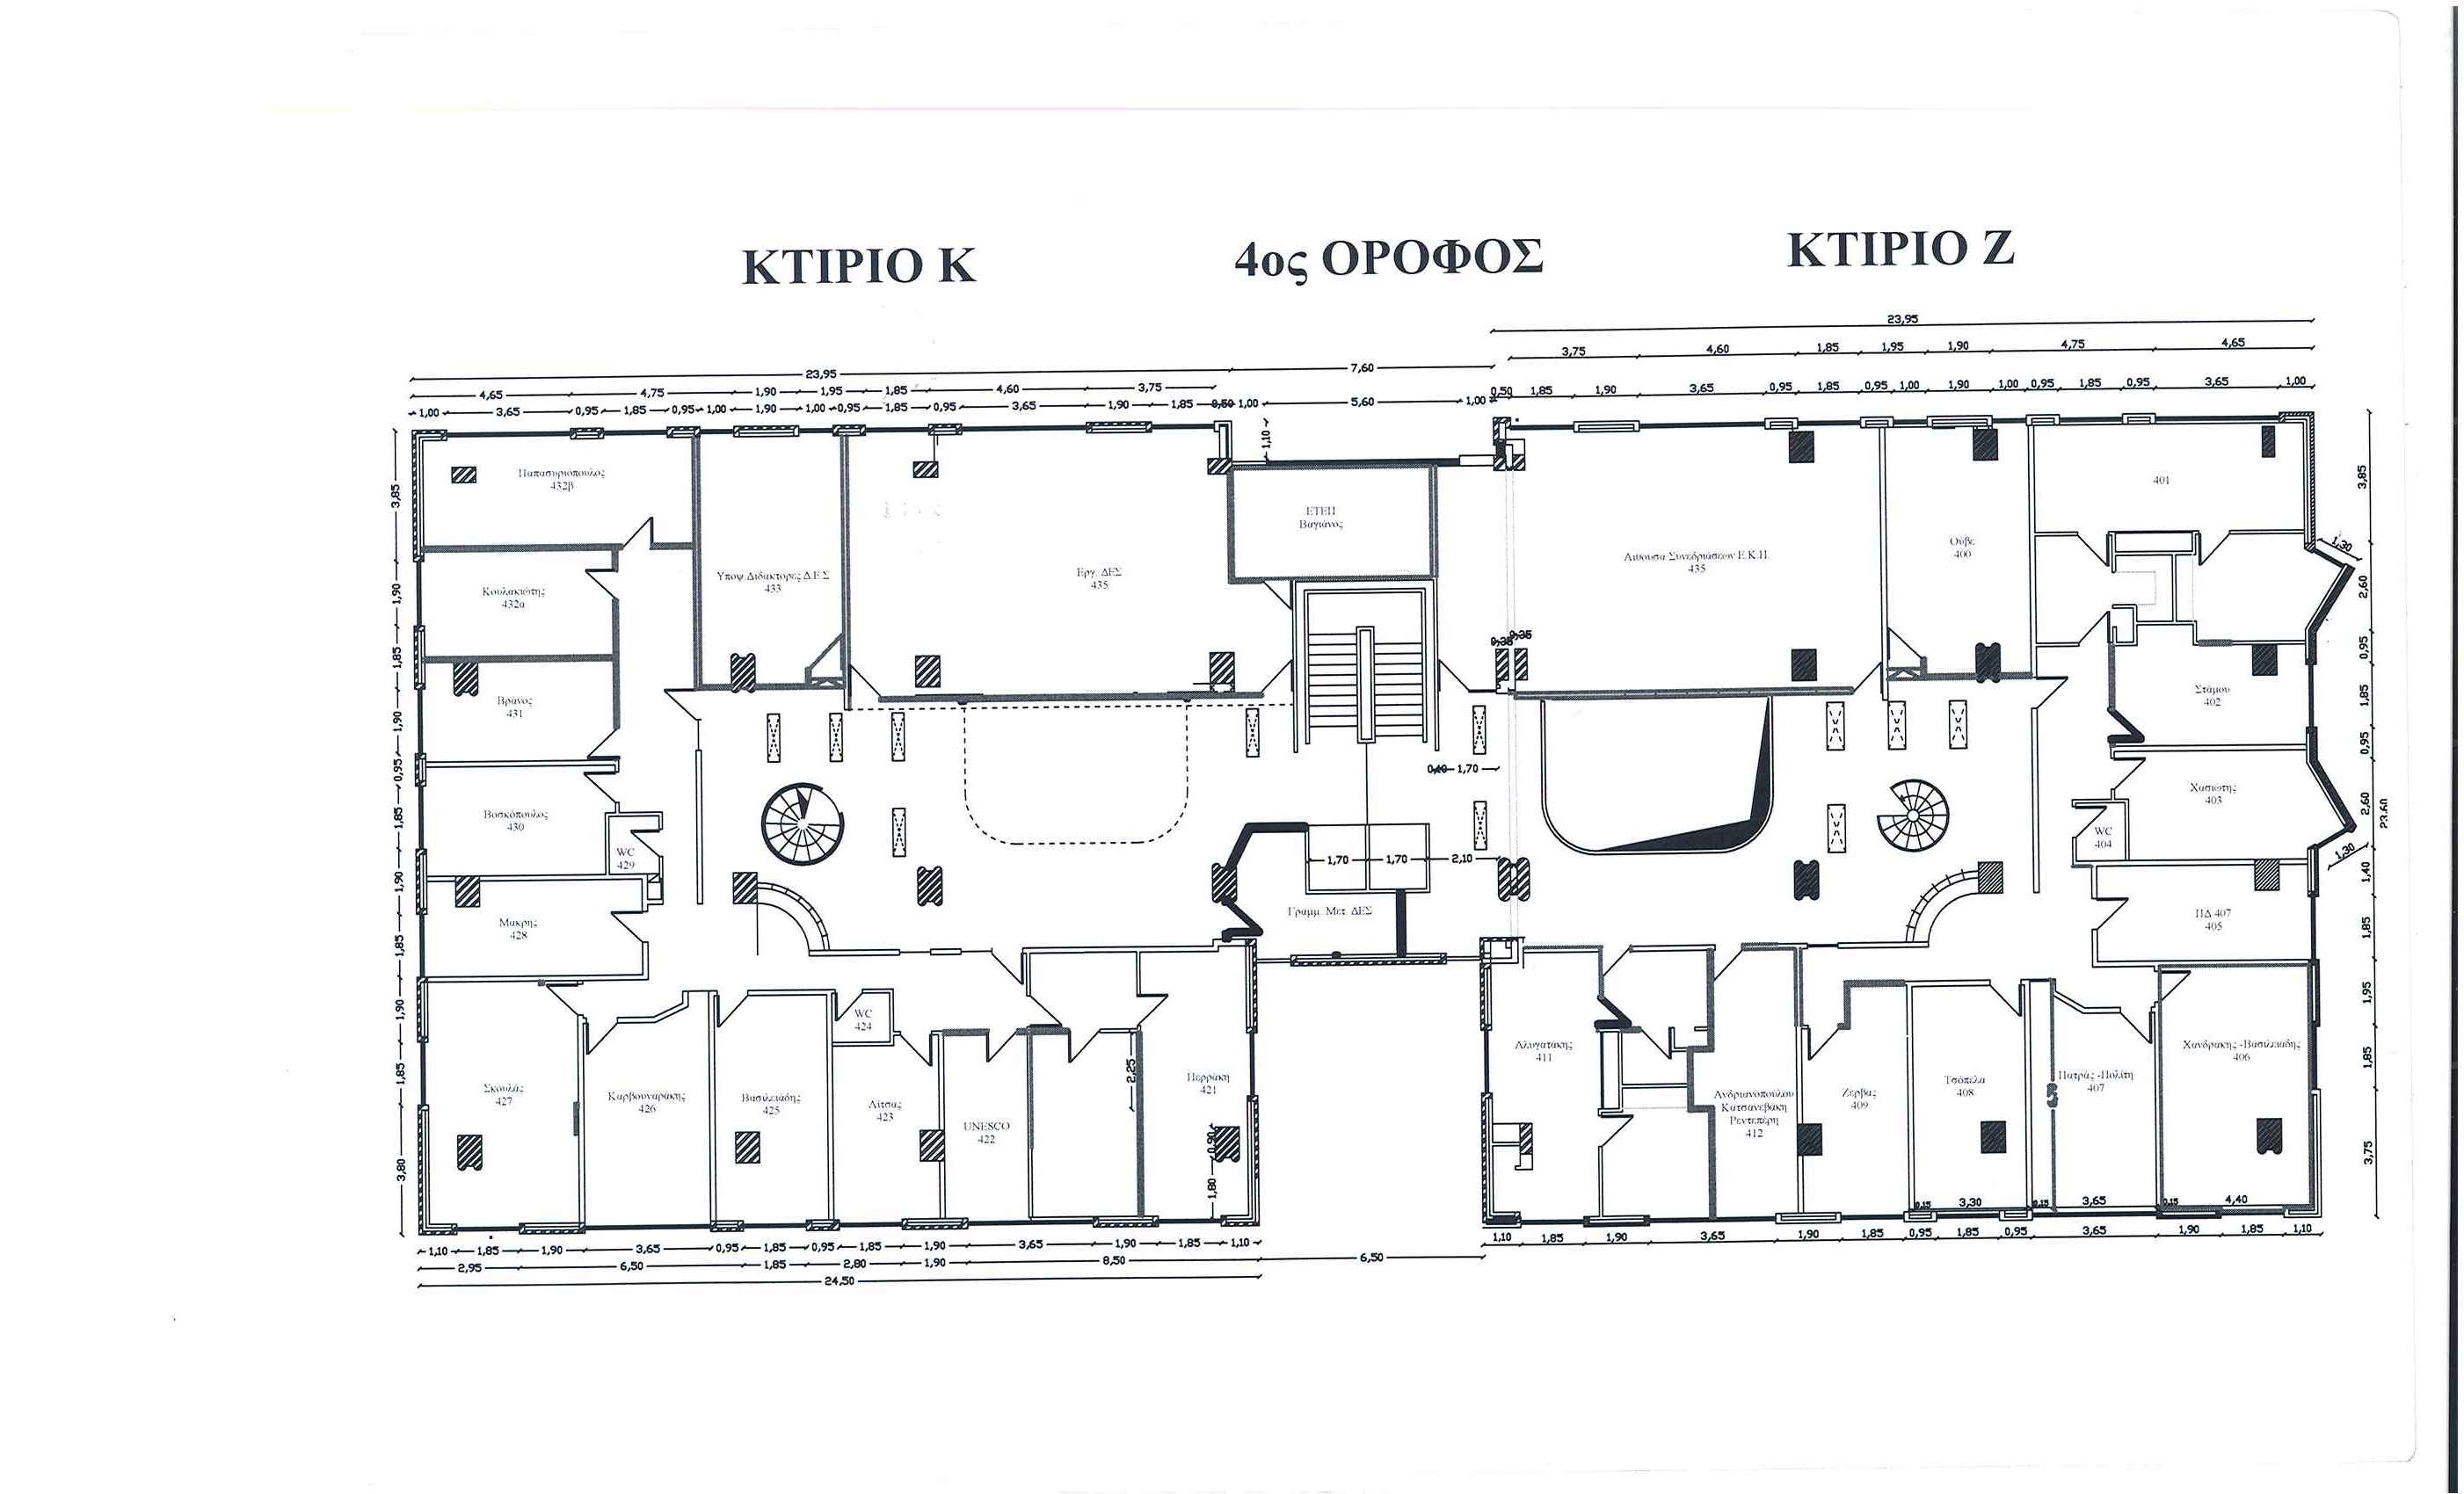 ΚΤΙΡΙΟ Κ
4ος ΟΡΟΦΟΣ
ΚΤΙΡΙΟ Ζ
23,95
3,75 4,60 1,85 1,95 1,90 4,75 4,65
23,95
7,60
4,65 4,75 1,90 1,95 1,85 4,60 3,75
0,50 1,85 1,90 3,65 0,95 1,85 0,95 1,00 1,90 1,00 0,95 1,85 0,95 3,65 1,00
1,00 3,65 0,95 1,85 0,95 1,00 1,90 1,00 0,95 1,85 0,95 3,65 1,90 1,85 0,50 1,00 5,60 1,00
1,10
3,85
1,90
1,85
1,90
0,95
1,85
1,90
1,85
1,90
1,85
3,80
Παπασυριόπουλος
432β
Κουλακιώτης
432α
Βράνος
431
Βοσκόπουλος
430
WC
429
Μακρης
428
Υποψ.Διδακτορες Δ.Ε.Σ
433
Εργ. ΔΕΣ
435
ΕΤΕΠ
Βαγιάνος
Αίθουσα Συνεδριάσεων Ε.Κ.Π.
435
Ούβε
400
401
Στάμου
402
Χασιώτης
403
WC
404
ΠΔ 407
405
0,35 0,35
0,40 1,70
1,70 1,70 2,10
Γραμμ. Μετ. ΔΕΣ
Σκουλάς
427
Καρβουναράκης
426
Βασιλειάδης
425
WC
424
Λίτσας
423
UNESCO
422
2,25
Περράκη
421
0,90
1,80
Αλυγατάκης
411
Ανδριανοπούλου
Κατσανεβάκη
Ρεντεπέρη
412
Ζερβας
409
Τσόπελα
408
Πατράς -Πολίτη
407
Χανδρακης -Βασιλειαδης
406
3,85
1,30
2,60
0,95
1,85
0,95
2,60
23,60
1,30
1,40
1,85
1,95
1,85
3,75
0,15 3,30 0,15 3,65 0,15 4,40
1,10 1,85 1,90 3,65 1,90 1,85 0,95 1,85 0,95 3,65 1,90 1,85 1,10
1,10 1,85 1,90 3,65 0,95 1,85 0,95 1,85 1,90 3,65 1,90 1,85 1,10
2,95 6,50 1,85 2,80 1,90 8,50
6,50
24,50